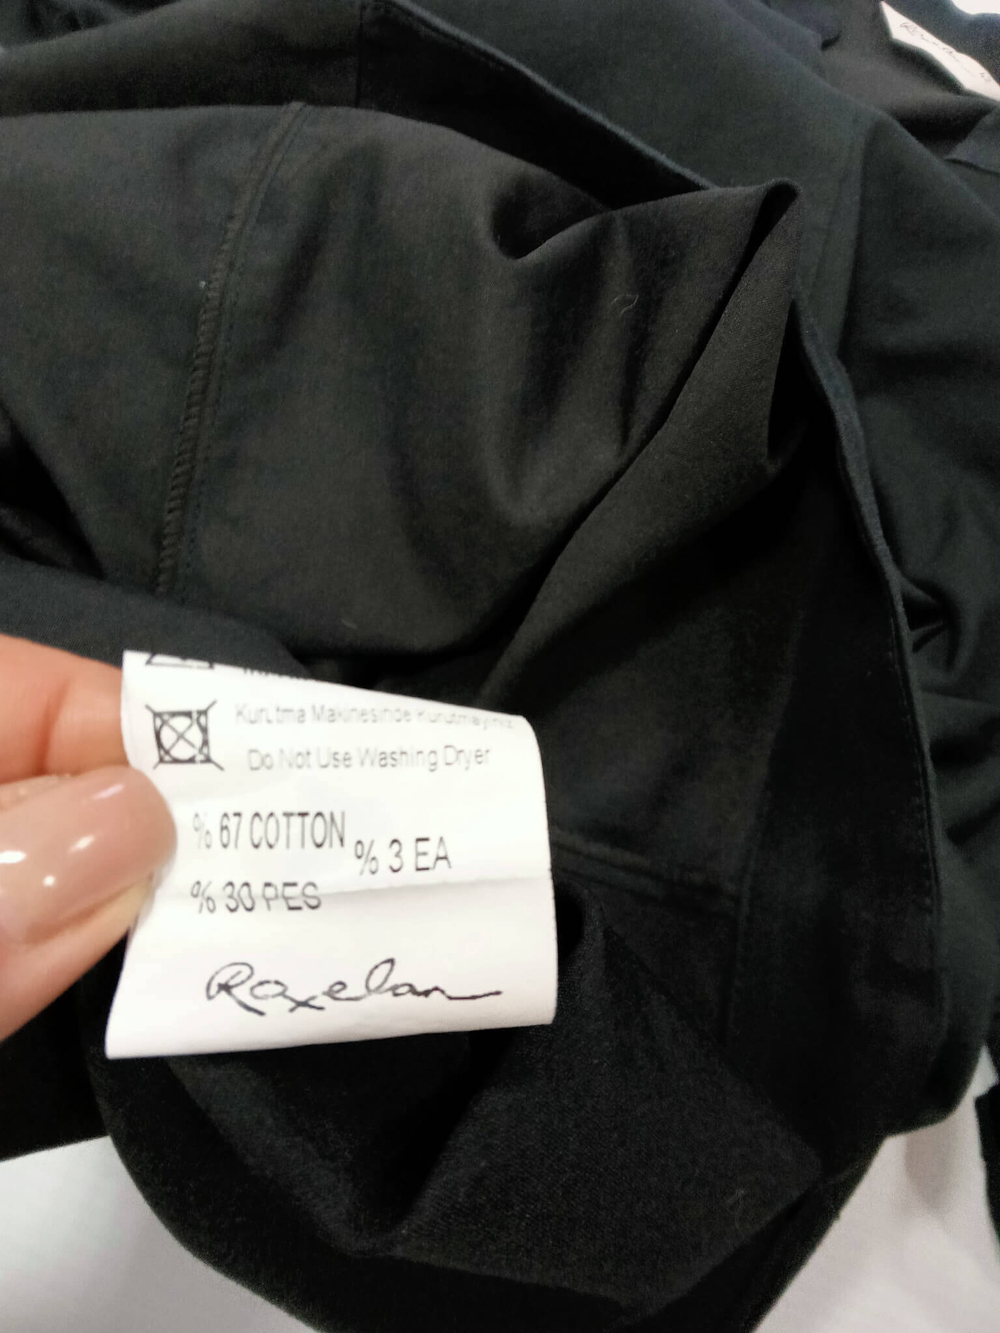 Kurutma Makinesinde Kurutmayınız
Do Not Use Washing Dryer
% 67 COTTON
% 3 EA
% 30 PES
Roxelan